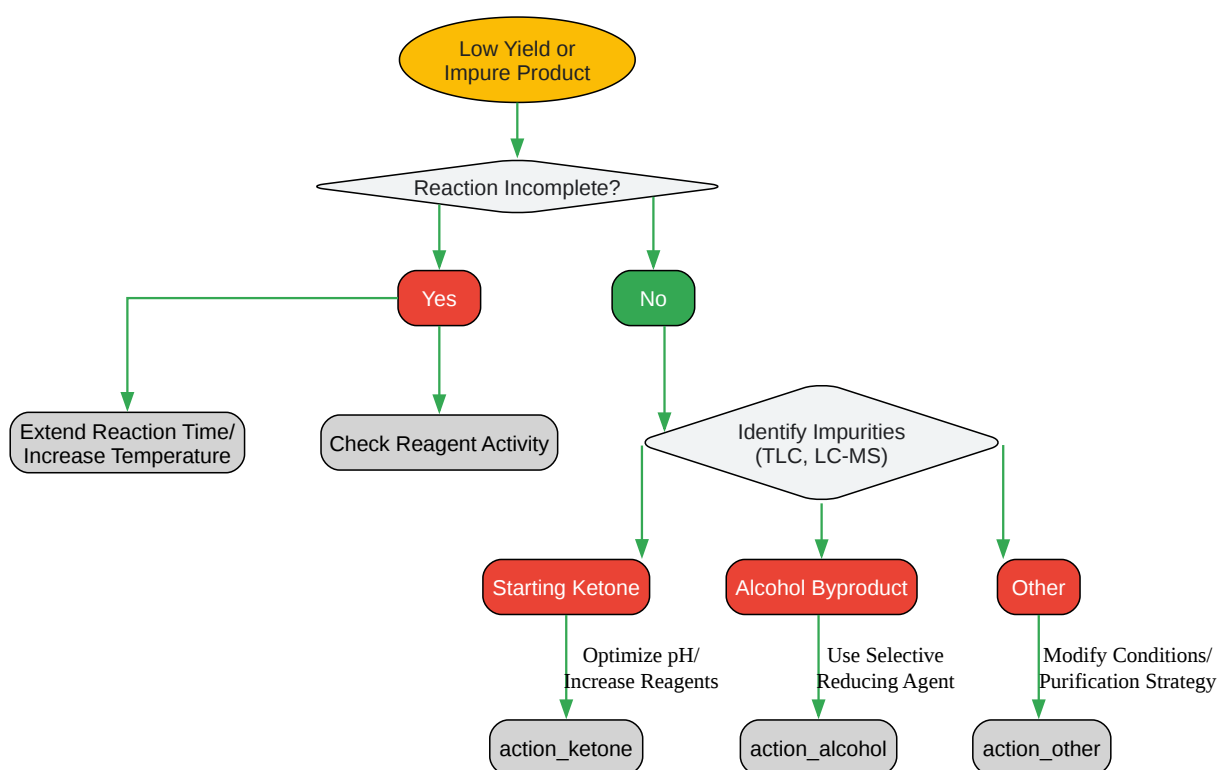 Low Yield or
Impure Product
Reaction Incomplete?
Yes
No
Extend Reaction Time/
Increase Temperature
Check Reagent Activity
Identify Impurities
(TLC, LC-MS)
Starting Ketone
Alcohol Byproduct
Other
Optimize pH/
Increase Reagents
Use Selective
Reducing Agent
Modify Conditions/
Purification Strategy
action_ketone
action_alcohol
action_other